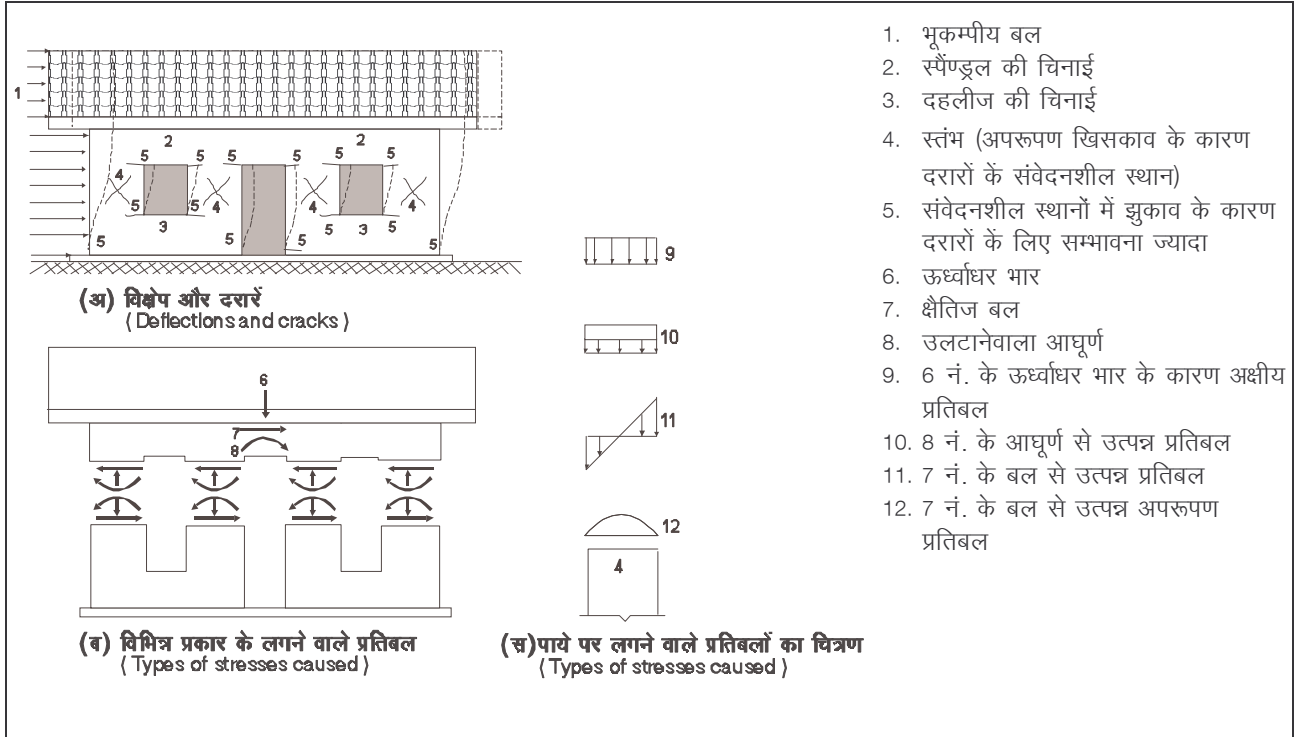 1
2
2
5
5
5
5
5
5
4
4
4
4
5
5
3
5
5
5
5
3
5
5
(अ) विक्षेप और दरारें
( Deflections and cracks )
6
7
8
(ब) विभिन्न प्रकार के लगने वाले प्रतिबल
( Types of stresses caused )
9
10
11
12
4
(स)पाये पर लगने वाले प्रतिबलों का चित्रण
( Types of stresses caused )
1. भूकम्पीय बल
2. स्पैंण्ड्रल की चिनाई
3. दहलीज की चिनाई
4. स्तंभ (अपरूपण खिसकाव के कारण
दरारों कें संवेदनशील स्थान)
5. संवेदनशील स्थानों में झुकाव के कारण
दरारों कें लिए सम्भावना ज्यादा
6. ऊर्ध्वाधर भार
7. क्षैतिज बल
8. उलटानेवाला आघूर्ण
9. 6 नं. के ऊर्ध्वाधर भार के कारण अक्षीय
प्रतिबल
10. 8 नं. के आघूर्ण से उत्पन्न प्रतिबल
11. 7 नं. के बल से उत्पन्न प्रतिबल
12. 7 नं. के बल से उत्पन्न अपरूपण
प्रतिबल